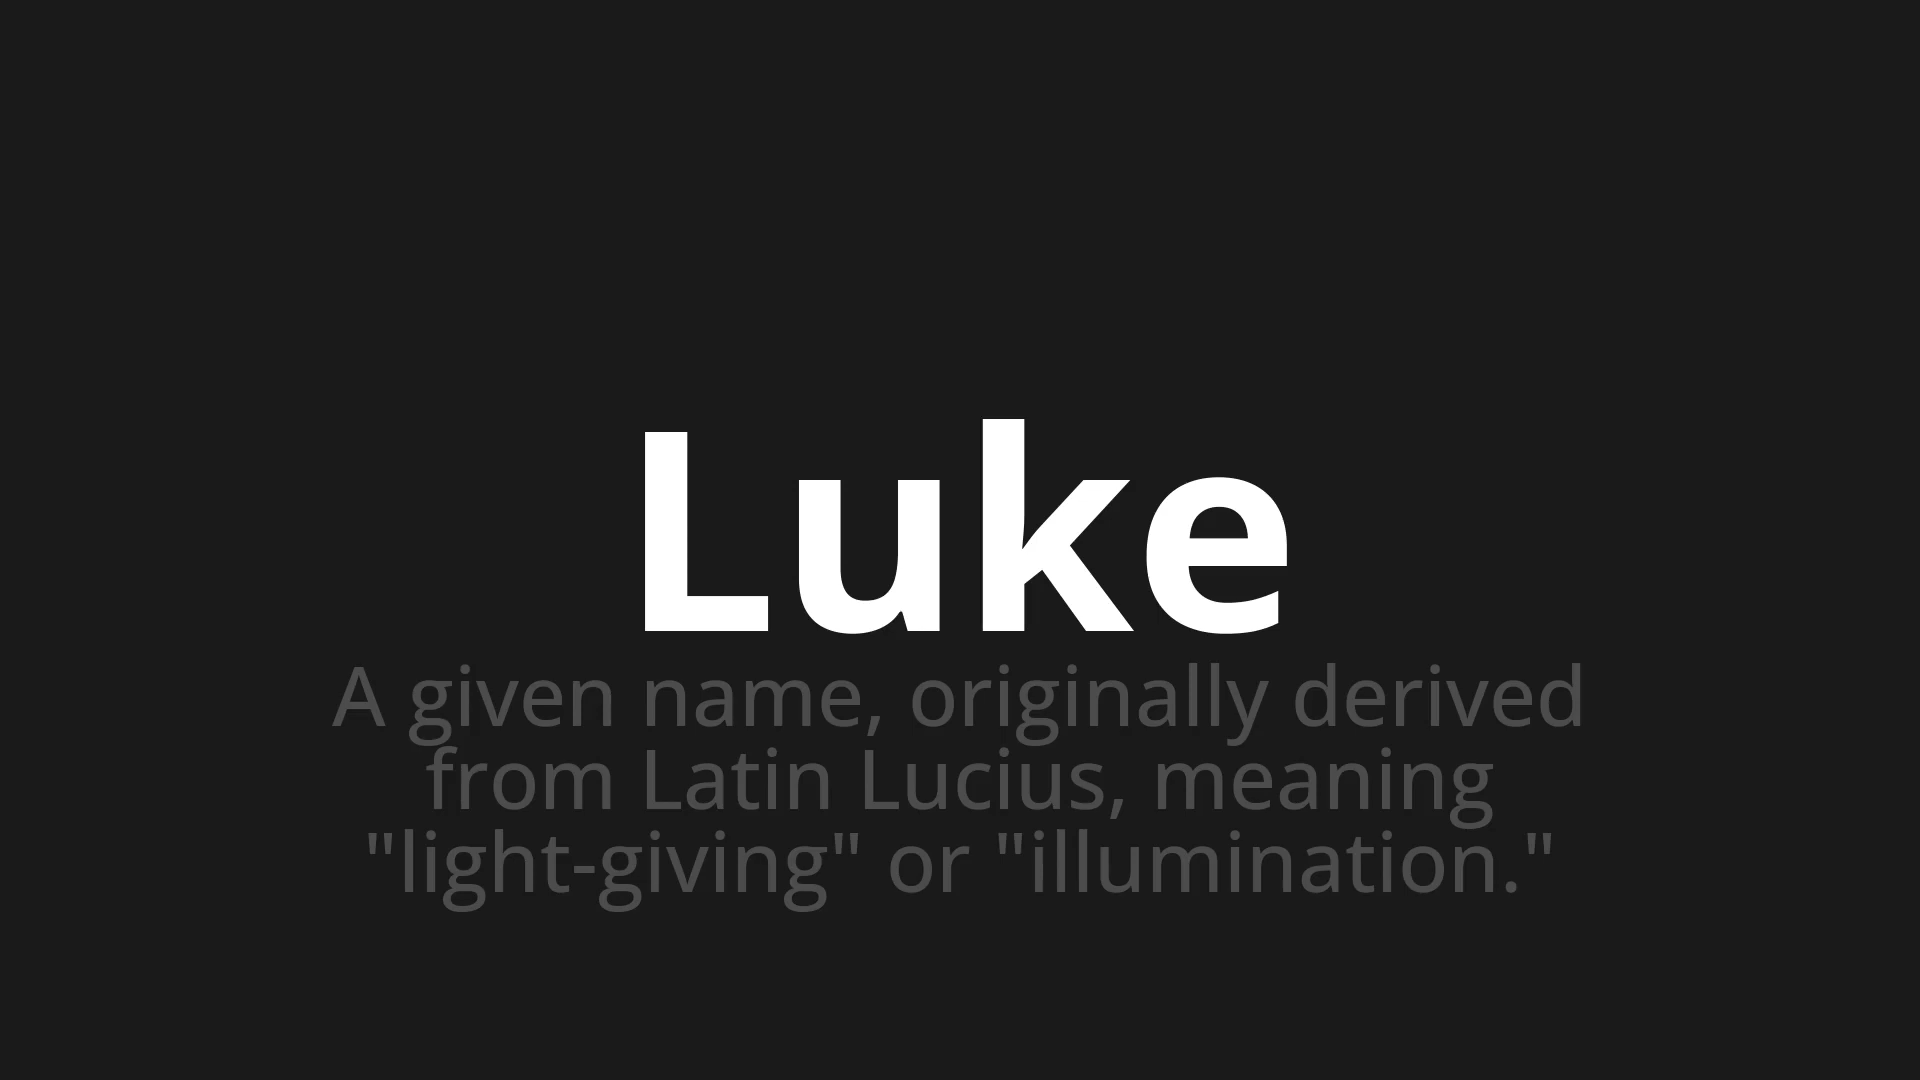 Luke
A given name, originally derived
from Latin Lucius, meaning
"light-giving" or "illumination."